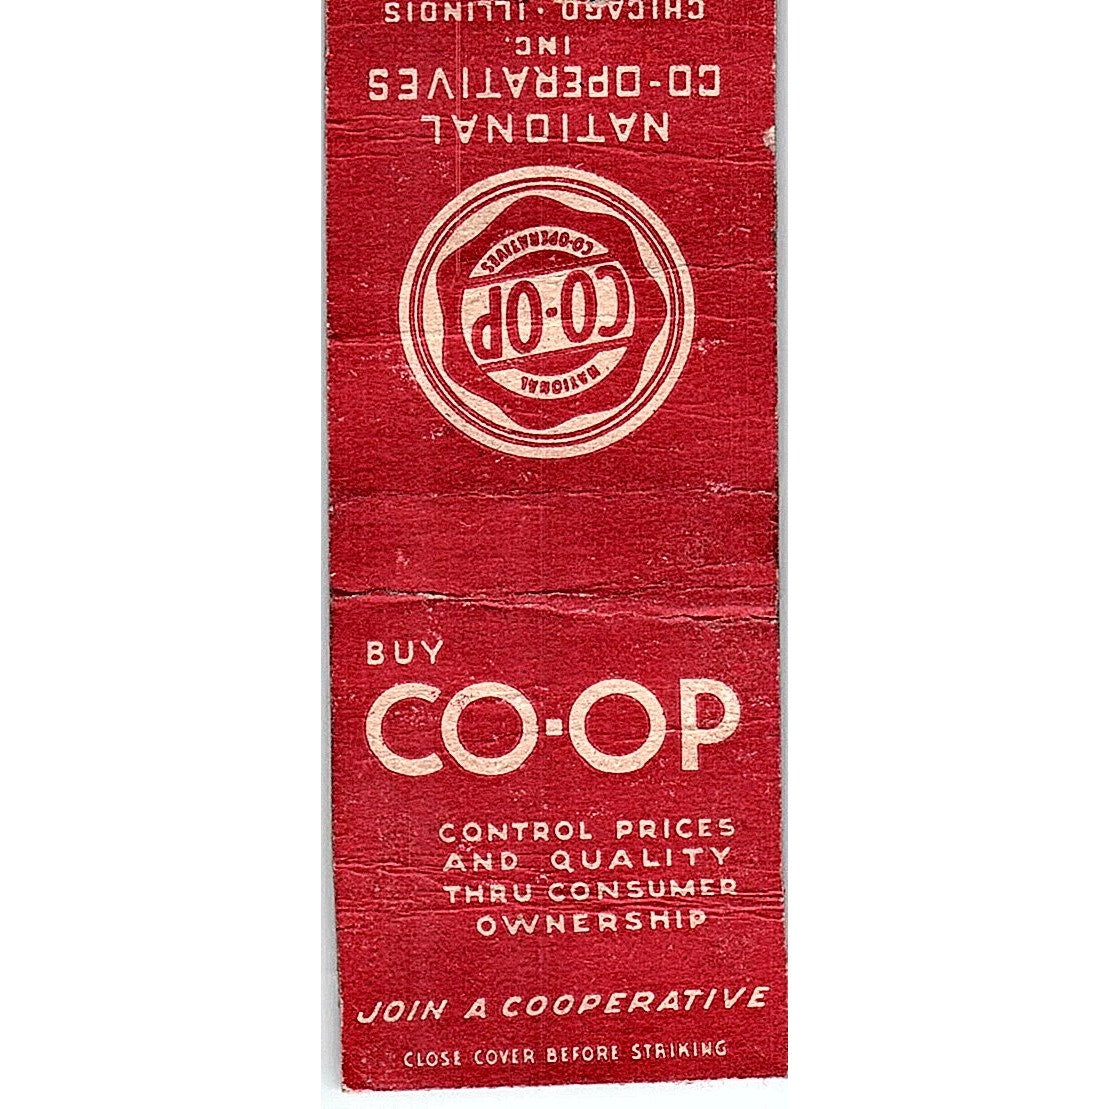 BUY
CO-OP
CONTROL PRICES
AND QUALITY
THRU CONSUMER
OWNERSHIP
JOIN A COOPERATIVE
CLOSE COVER BEFORE STRIKING
NATIONAL
CO-OP
CO-OPERATIVES
NATIONAL
CO-OPERATIVES
INC.
CHICAGO · ILLINOIS